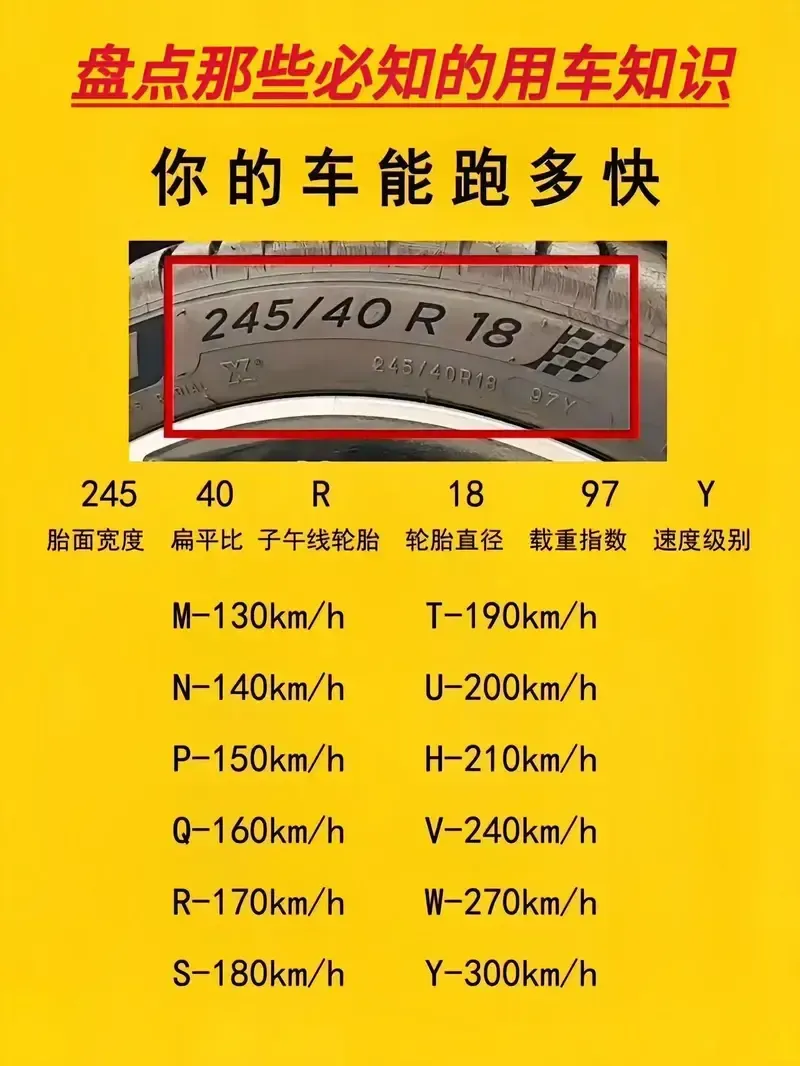 盘点那些必知的用车知识
你的车能跑多快
245/40 R 18
245/40R18
97Y
245 40 R 18 97 Y
胎面宽度 扁平比 子午线轮胎 轮胎直径 载重指数 速度级别
M-130km/h T-190km/h
N-140km/h U-200km/h
P-150km/h H-210km/h
Q-160km/h V-240km/h
R-170km/h W-270km/h
S-180km/h Y-300km/h